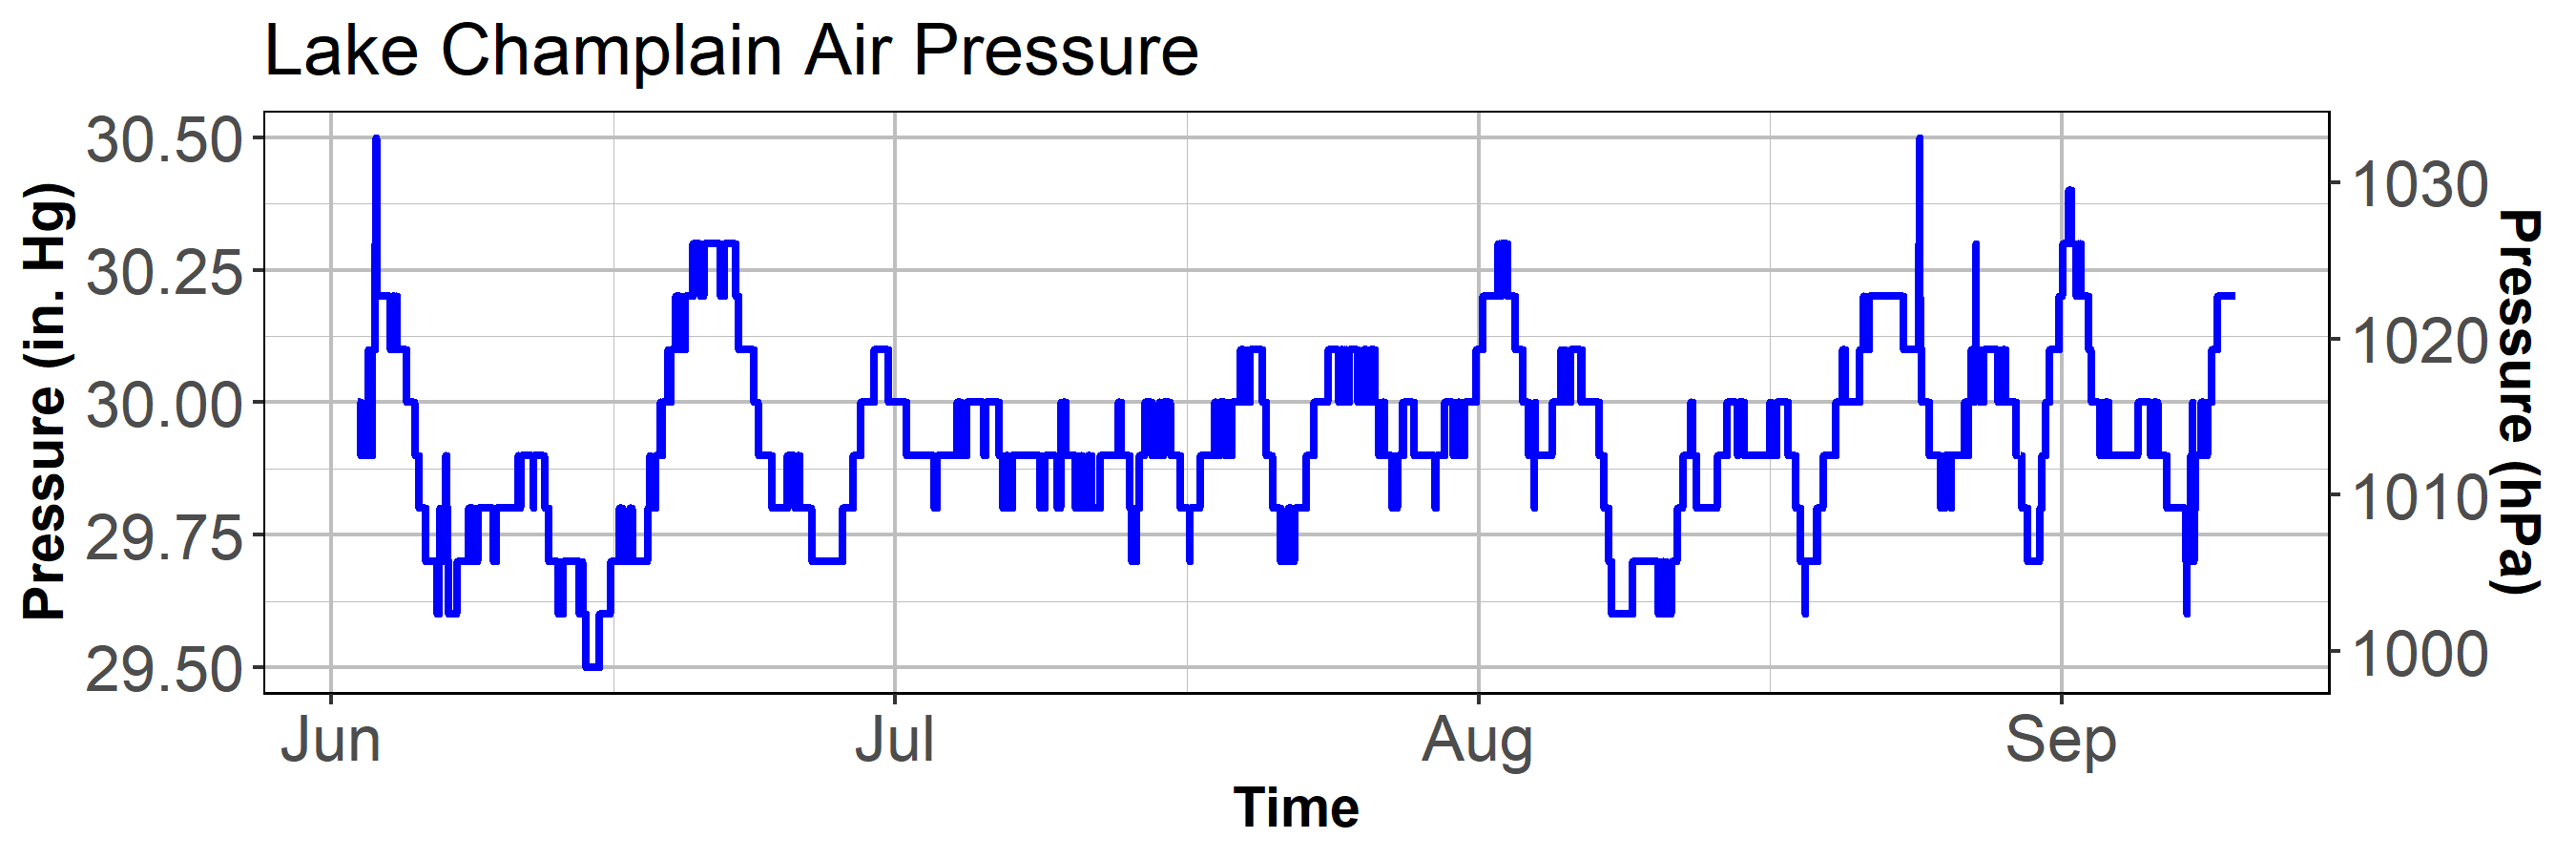 Lake Champlain Air Pressure
Pressure (in. Hg)
30.50
30.25
30.00
29.75
29.50
1030
1020
1010
1000
Pressure (hPa)
Jun Jul Aug Sep
Time